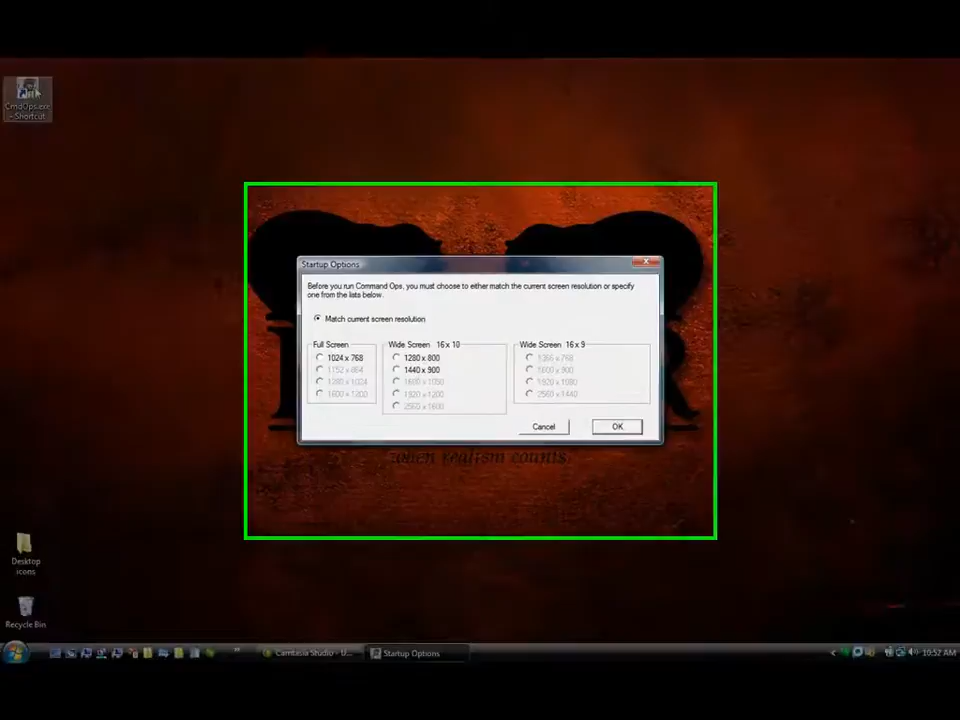 CmdOps.exe
- Shortcut
Startup Options
Before you run Command Ops, you must choose to either match the current screen resolution or specify
one from the lists below.
Match current screen resolution
Full Screen
1024 x 768
1152 x 864
1280 x 1024
1600 x 1200
Wide Screen 16 x 10
1280 x 800
1440 x 900
1680 x 1050
1920 x 1200
2560 x 1600
Wide Screen 16 x 9
1366 x 768
1600 x 900
1920 x 1080
2560 x 1440
Cancel
OK
when realism counts.
Desktop
icons
Recycle Bin
Camtasia Studio - U...
Startup Options
10:52 AM